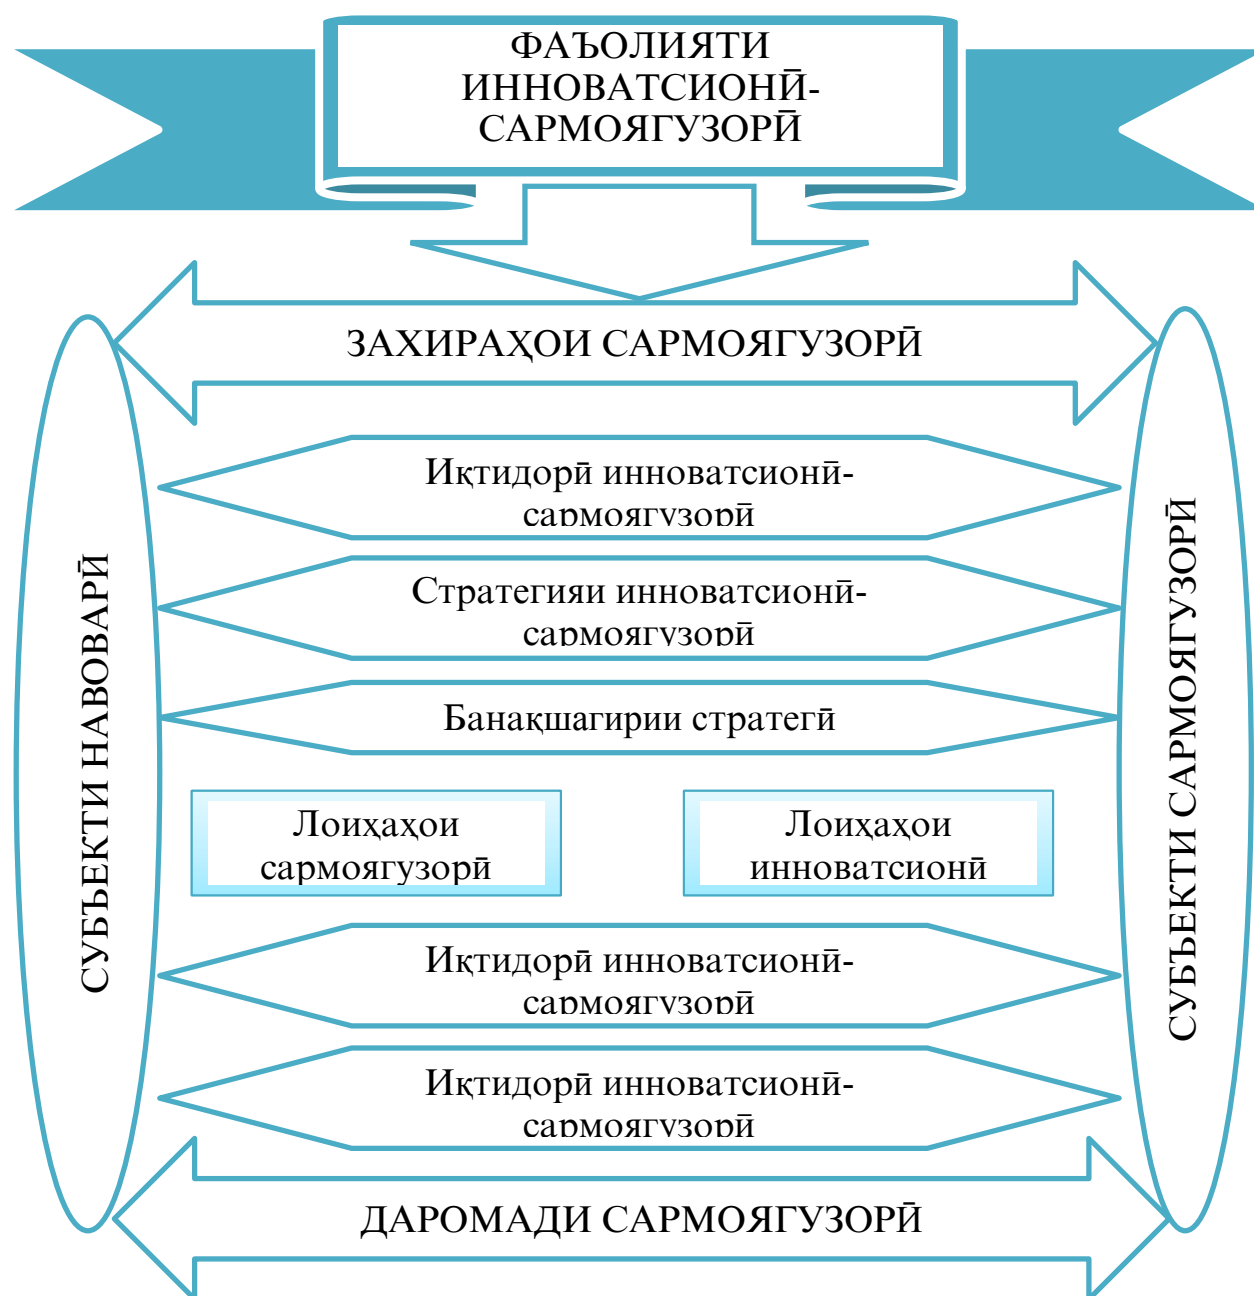 ФАЪОЛИЯТИ
ИННОВАТСИОНӢ-
САРМОЯГУЗОРӢ
ЗАХИРАҲОИ САРМОЯГУЗОРӢ
СУБЪЕКТИ НАВОВАРӢ
Иқтидорӣ инноватсионӣ-
сармоягузорӣ
Стратегияи инноватсионӣ-
сармоягузорӣ
Банақшагирии стратегӣ
Лоиҳаҳои
сармоягузорӣ
Лоиҳаҳои
инноватсионӣ
Иқтидорӣ инноватсионӣ-
сармоягузорӣ
Иқтидорӣ инноватсионӣ-
сармоягузорӣ
СУБЪЕКТИ САРМОЯГУЗОРӢ
ДАРОМАДИ САРМОЯГУЗОРӢ